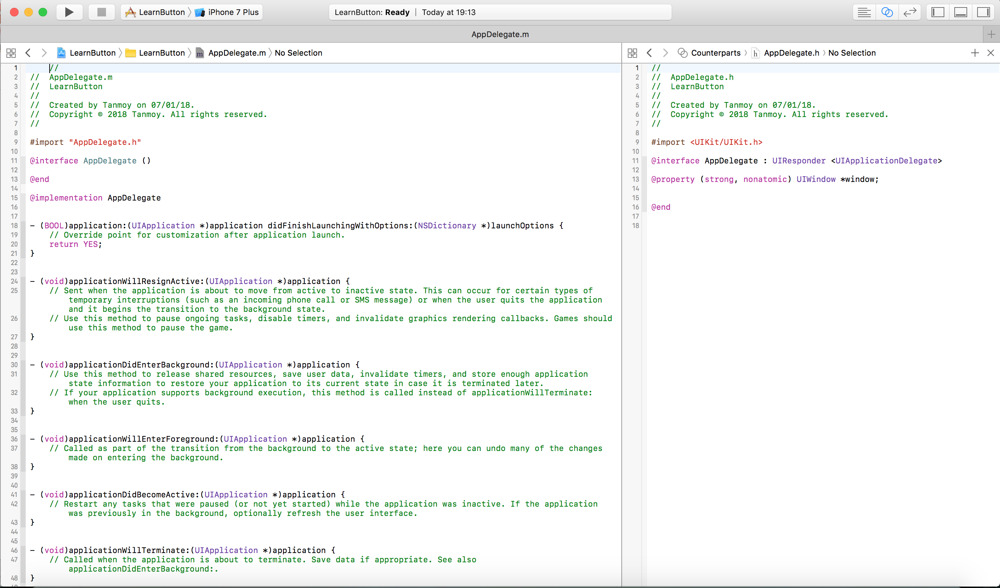 LearnButton 〉 iPhone 7 Plus
LearnButton: Ready | Today at 19:13
AppDelegate.m
LearnButton 〉 LearnButton 〉 m AppDelegate.m 〉 No Selection
1     //
2 //  AppDelegate.m
3 //  LearnButton
4 //
5 //  Created by Tanmoy on 07/01/18.
6 //  Copyright © 2018 Tanmoy. All rights reserved.
7 //
8
9 #import "AppDelegate.h"
10
11 @interface AppDelegate ()
12
13 @end
14
15 @implementation AppDelegate
16
17
18 - (BOOL)application:(UIApplication *)application didFinishLaunchingWithOptions:(NSDictionary *)launchOptions {
19     // Override point for customization after application launch.
20     return YES;
21 }
22
23
24 - (void)applicationWillResignActive:(UIApplication *)application {
25     // Sent when the application is about to move from active to inactive state. This can occur for certain types of
temporary interruptions (such as an incoming phone call or SMS message) or when the user quits the application
and it begins the transition to the background state.
26     // Use this method to pause ongoing tasks, disable timers, and invalidate graphics rendering callbacks. Games should
use this method to pause the game.
27 }
28
29
30 - (void)applicationDidEnterBackground:(UIApplication *)application {
31     // Use this method to release shared resources, save user data, invalidate timers, and store enough application
state information to restore your application to its current state in case it is terminated later.
32     // If your application supports background execution, this method is called instead of applicationWillTerminate:
when the user quits.
33 }
34
35
36 - (void)applicationWillEnterForeground:(UIApplication *)application {
37     // Called as part of the transition from the background to the active state; here you can undo many of the changes
made on entering the background.
38 }
39
40
41 - (void)applicationDidBecomeActive:(UIApplication *)application {
42     // Restart any tasks that were paused (or not yet started) while the application was inactive. If the application
was previously in the background, optionally refresh the user interface.
43 }
44
45
46 - (void)applicationWillTerminate:(UIApplication *)application {
47     // Called when the application is about to terminate. Save data if appropriate. See also
applicationDidEnterBackground:.
48 }
Counterparts 〉 h AppDelegate.h 〉 No Selection
1 //
2 //  AppDelegate.h
3 //  LearnButton
4 //
5 //  Created by Tanmoy on 07/01/18.
6 //  Copyright © 2018 Tanmoy. All rights reserved.
7 //
8
9 #import <UIKit/UIKit.h>
10
11 @interface AppDelegate : UIResponder <UIApplicationDelegate>
12
13 @property (strong, nonatomic) UIWindow *window;
14
15
16 @end
17
18